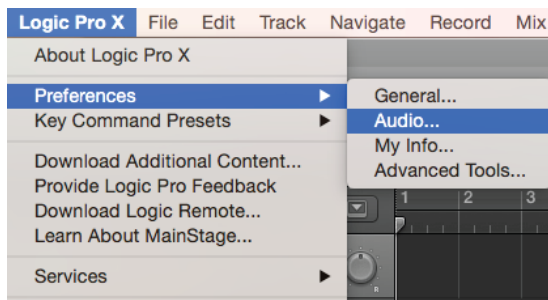 Logic Pro X File Edit Track Navigate Record Mix
About Logic Pro X
Preferences
Key Command Presets
Download Additional Content...
Provide Logic Pro Feedback
Download Logic Remote...
Learn About MainStage...
Services
General...
Audio...
My Info...
Advanced Tools...
1 2 3
R